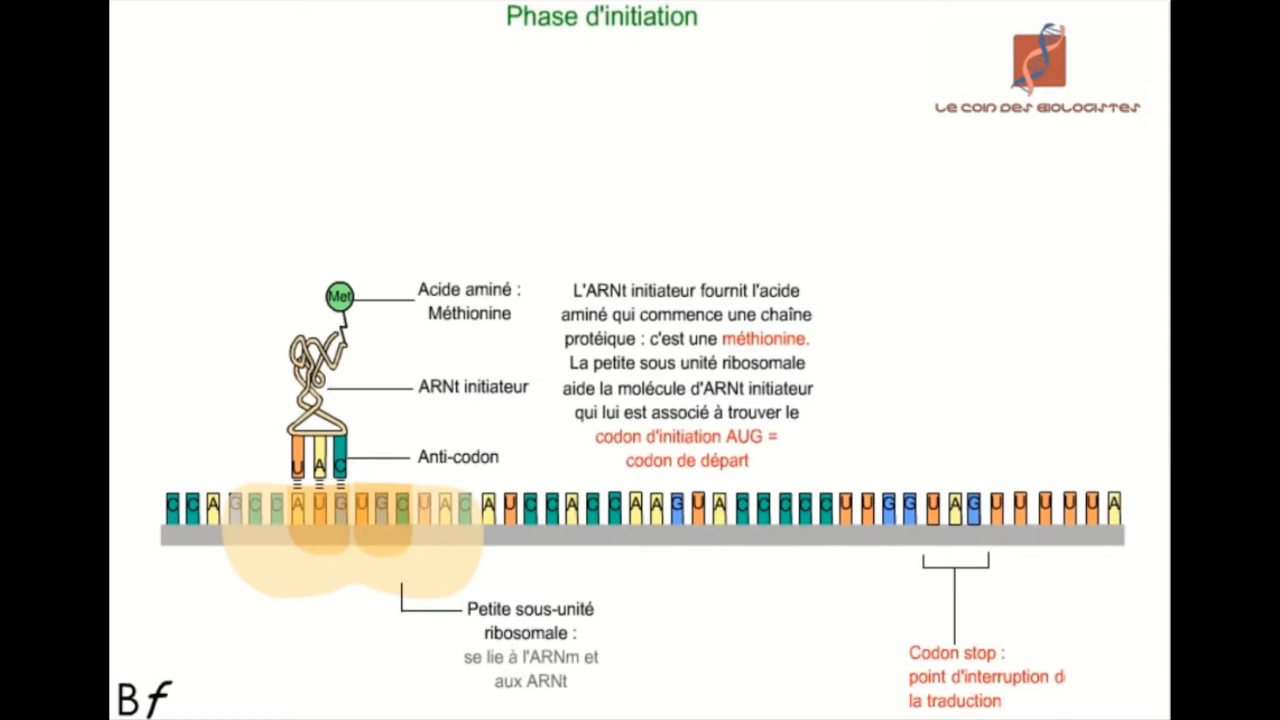 Phase d'initiation
LE COIN DES BIOLOGISTES
Met
Acide aminé :
Méthionine
ARNt initiateur
Anti-codon
L'ARNt initiateur fournit l'acide
aminé qui commence une chaîne
protéique : c'est une méthionine.
La petite sous unité ribosomale
aide la molécule d'ARNt initiateur
qui lui est associé à trouver le
codon d'initiation AUG =
codon de départ
U A C
C C A G C C A U G U G C U A C A U C C A C C A A G U A C C C C C U U G G U A G U U U U U A
Petite sous-unité
ribosomale :
se lie à l'ARNm et
aux ARNt
Codon stop :
point d'interruption d
la traduction
Bf